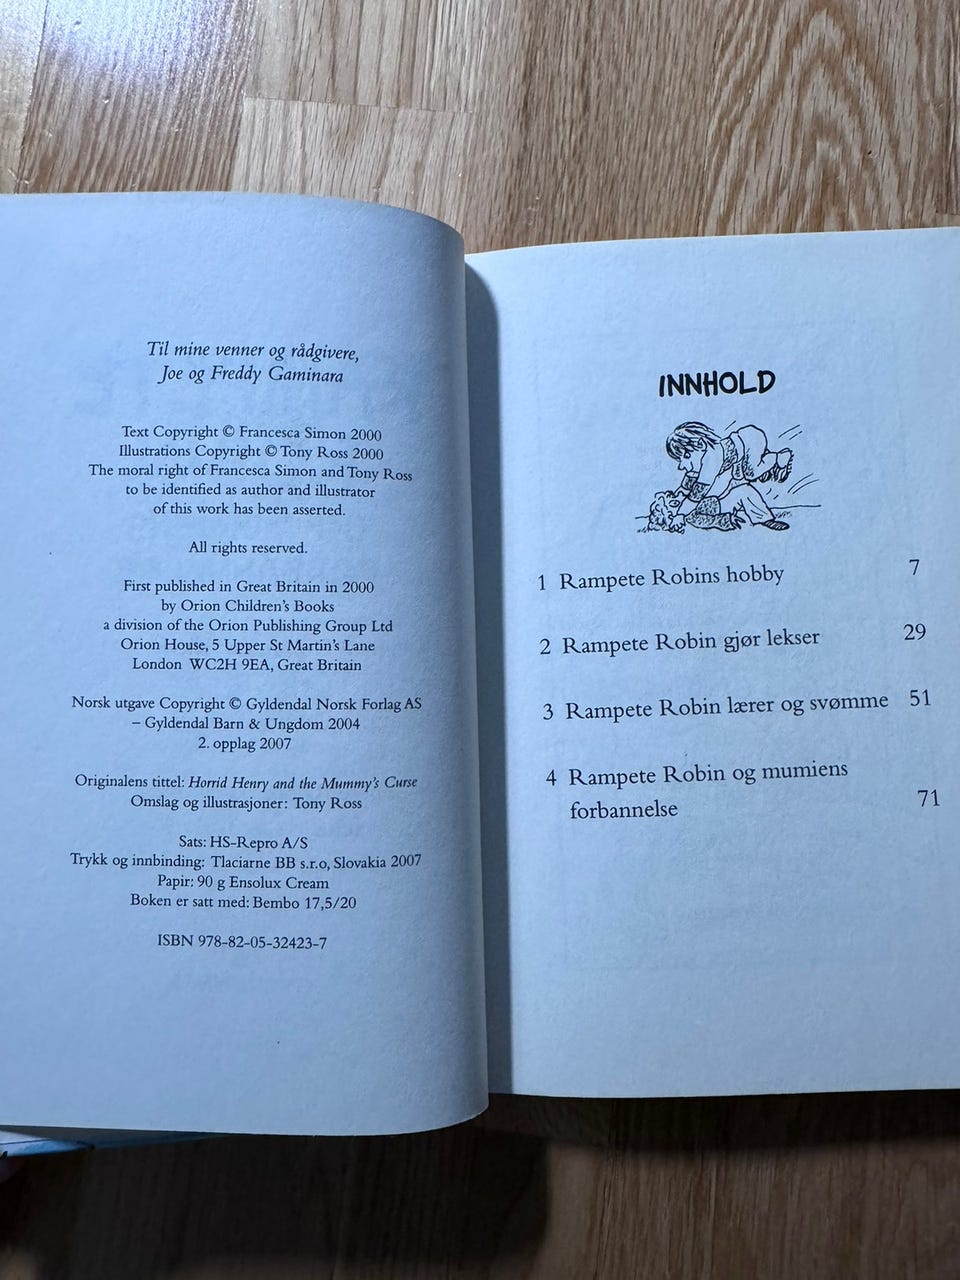 Til mine venner og rådgivere,
Joe og Freddy Gaminara
Text Copyright © Francesca Simon 2000
Illustrations Copyright © Tony Ross 2000
The moral right of Francesca Simon and Tony Ross
to be identified as author and illustrator
of this work has been asserted.
All rights reserved.
First published in Great Britain in 2000
by Orion Children's Books
a division of the Orion Publishing Group Ltd
Orion House, 5 Upper St Martin's Lane
London WC2H 9EA, Great Britain
Norsk utgave Copyright © Gyldendal Norsk Forlag AS
– Gyldendal Barn & Ungdom 2004
2. opplag 2007
Originalens tittel: Horrid Henry and the Mummy's Curse
Omslag og illustrasjoner: Tony Ross
Sats: HS-Repro A/S
Trykk og innbinding: Tlaciarne BB s.r.o, Slovakia 2007
Papir: 90 g Ensolux Cream
Boken er satt med: Bembo 17,5/20
ISBN 978-82-05-32423-7
INNHOLD
1 Rampete Robins hobby 7
2 Rampete Robin gjør lekser 29
3 Rampete Robin lærer og svømme 51
4 Rampete Robin og mumiens
forbannelse 71